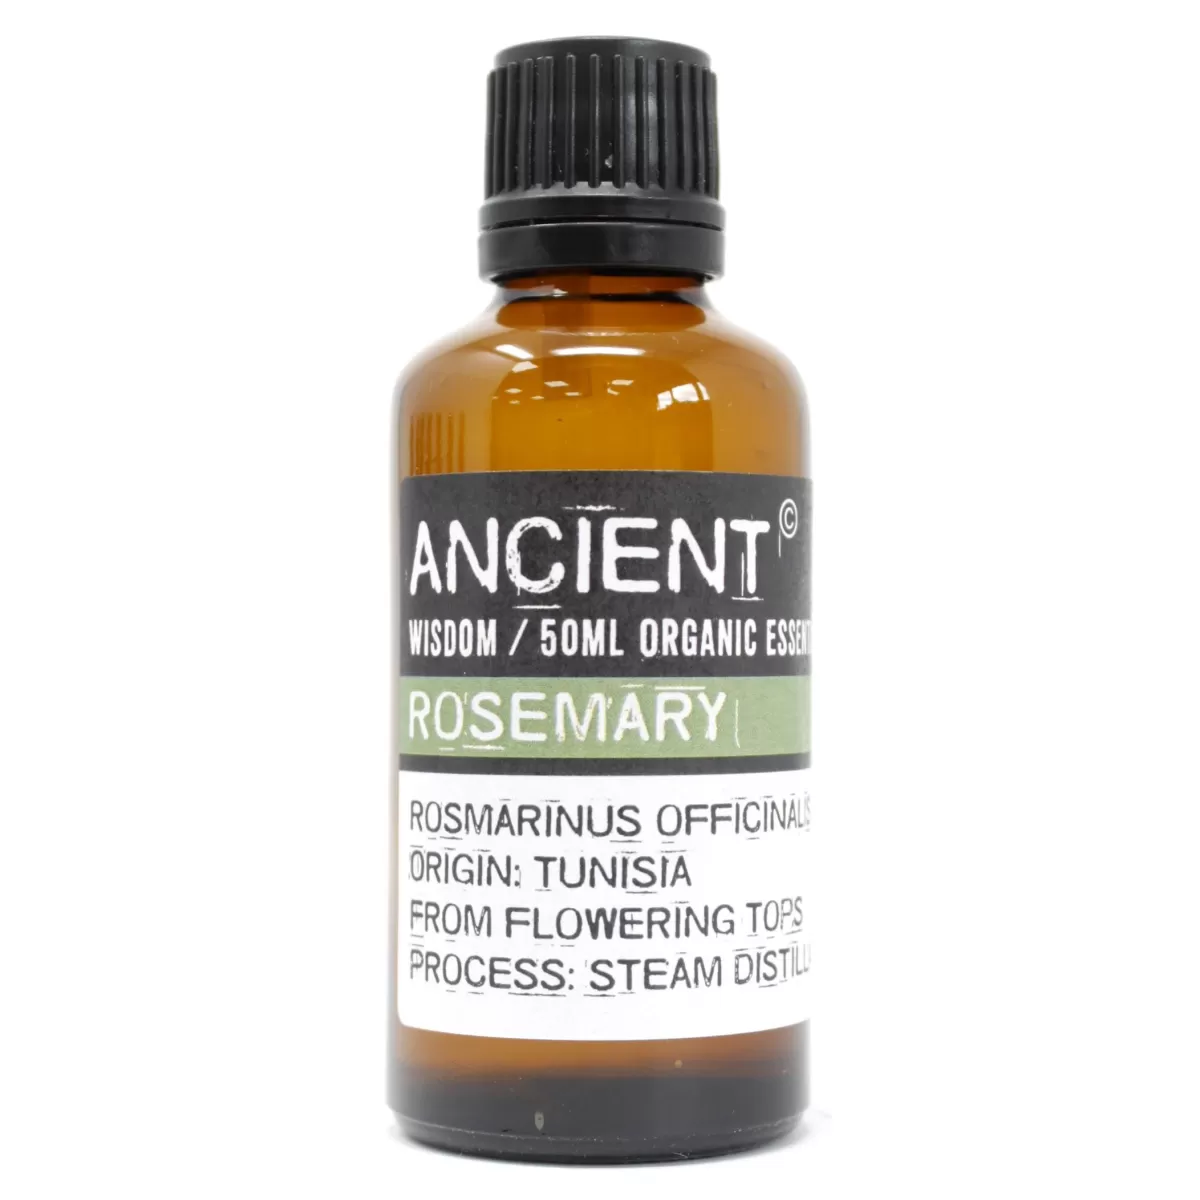 ANCIENT ©
WISDOM / 50ML ORGANIC ESSENT
ROSEMARY
ROSMARINUS OFFICINALIS
ORIGIN: TUNISIA
FROM FLOWERING TOPS
PROCESS: STEAM DISTILL